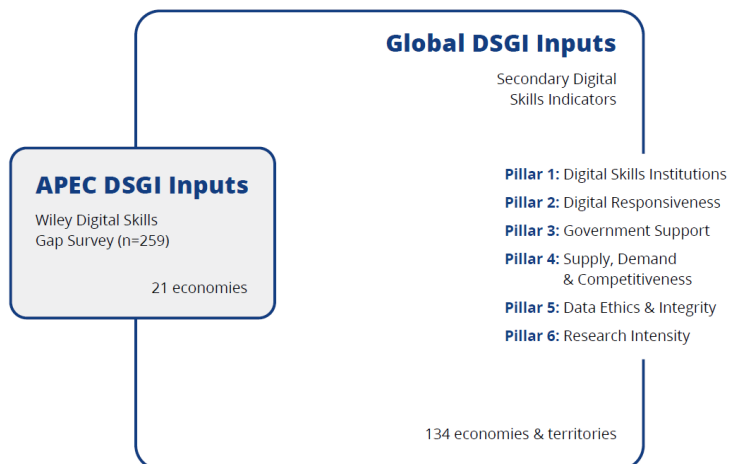 Global DSGI Inputs
Secondary Digital
Skills Indicators
APEC DSGI Inputs
Wiley Digital Skills
Gap Survey (n=259)
21 economies
Pillar 1: Digital Skills Institutions
Pillar 2: Digital Responsiveness
Pillar 3: Government Support
Pillar 4: Supply, Demand
& Competitiveness
Pillar 5: Data Ethics & Integrity
Pillar 6: Research Intensity
134 economies & territories